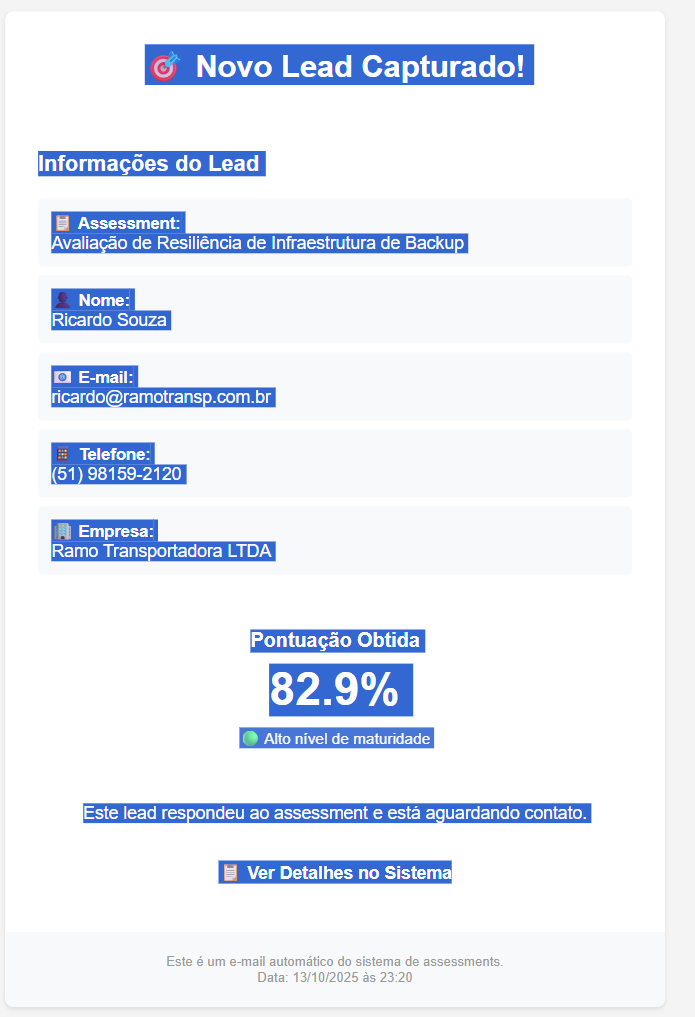 🎯 Novo Lead Capturado!
Informações do Lead
📋 Assessment:
Avaliação de Resiliência de Infraestrutura de Backup
👤 Nome:
Ricardo Souza
📧 E-mail:
ricardo@ramotransp.com.br
📱 Telefone:
(51) 98159-2120
🏢 Empresa:
Ramo Transportadora LTDA
Pontuação Obtida
82.9%
🟢 Alto nível de maturidade
Este lead respondeu ao assessment e está aguardando contato.
📋 Ver Detalhes no Sistema
Este é um e-mail automático do sistema de assessments.
Data: 13/10/2025 às 23:20